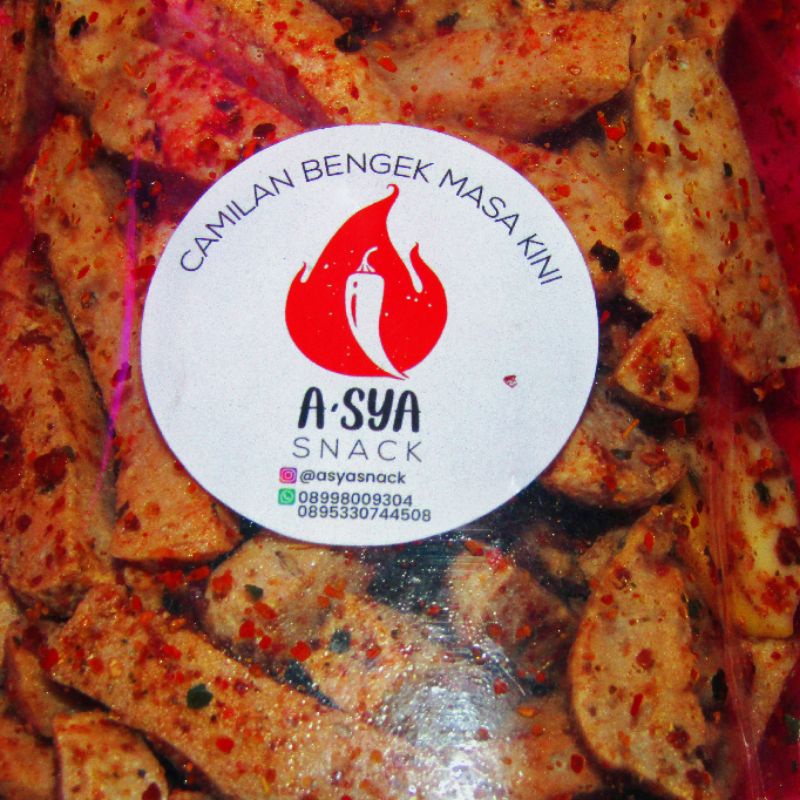 CAMILAN BENGEK MASA KINI
A'SYA
SNACK
@asyasnack
08998009304
0895330744508